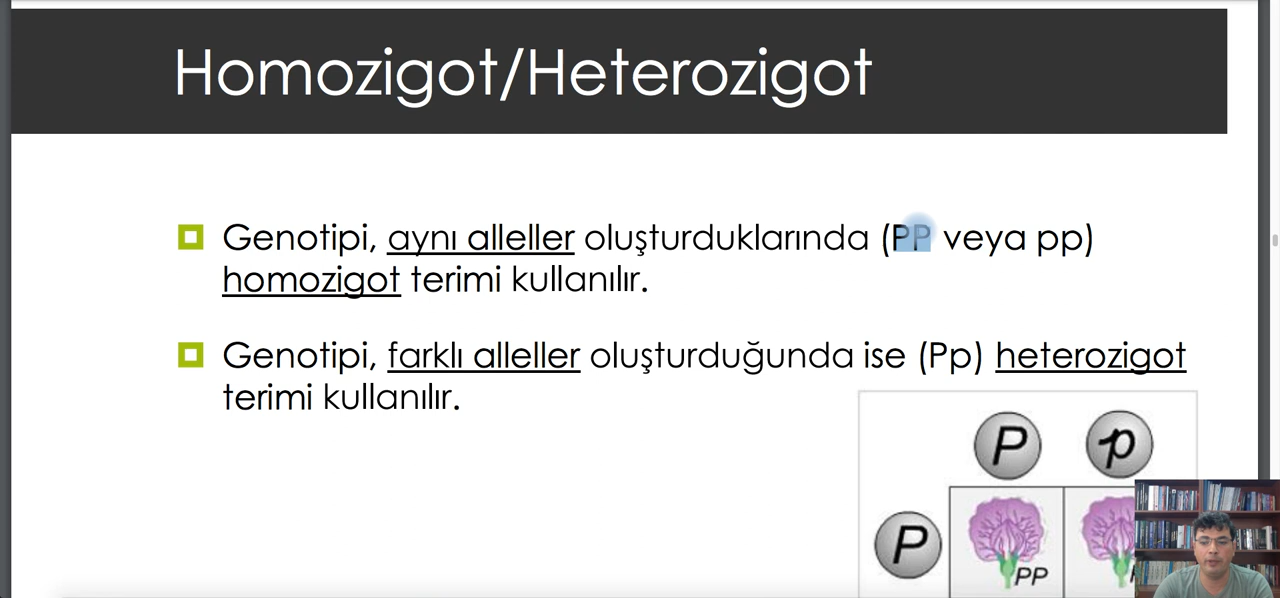 Homozigot/Heterozigot
Genotipi, aynı alleller oluşturduklarında (PP veya pp)
homozigot terimi kullanılır.
Genotipi, farklı alleller oluşturduğunda ise (Pp) heterozigot
terimi kullanılır.
P p
P
PP